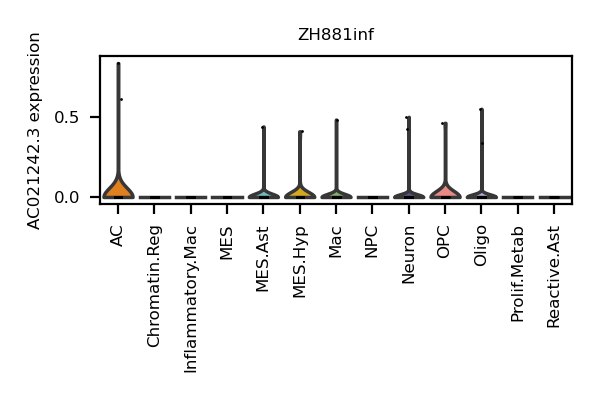 ZH881inf
AC021242.3 expression
0.5
0.0
AC
Chromatin.Reg
Inflammatory.Mac
MES
MES.Ast
MES.Hyp
Mac
NPC
Neuron
OPC
Oligo
Prolif.Metab
Reactive.Ast